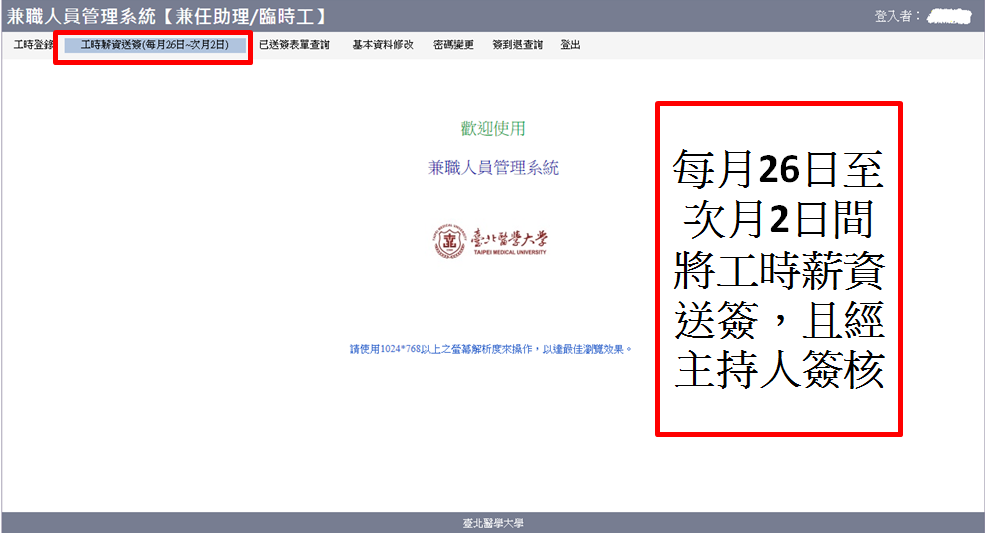 兼職人員管理系統【兼任助理/臨時工】
登入者：
工時登錄 工時薪資送簽(每月26日~次月2日) 已送簽表單查詢 基本資料修改 密碼變更 簽到退查詢 登出
歡迎使用
兼職人員管理系統
臺北醫學大學
TAIPEI MEDICAL UNIVERSITY
請使用1024*768以上之螢幕解析度來操作，以達最佳瀏覽效果。
每月26日至
次月2日間
將工時薪資
送簽，且經
主持人簽核
臺北醫學大學